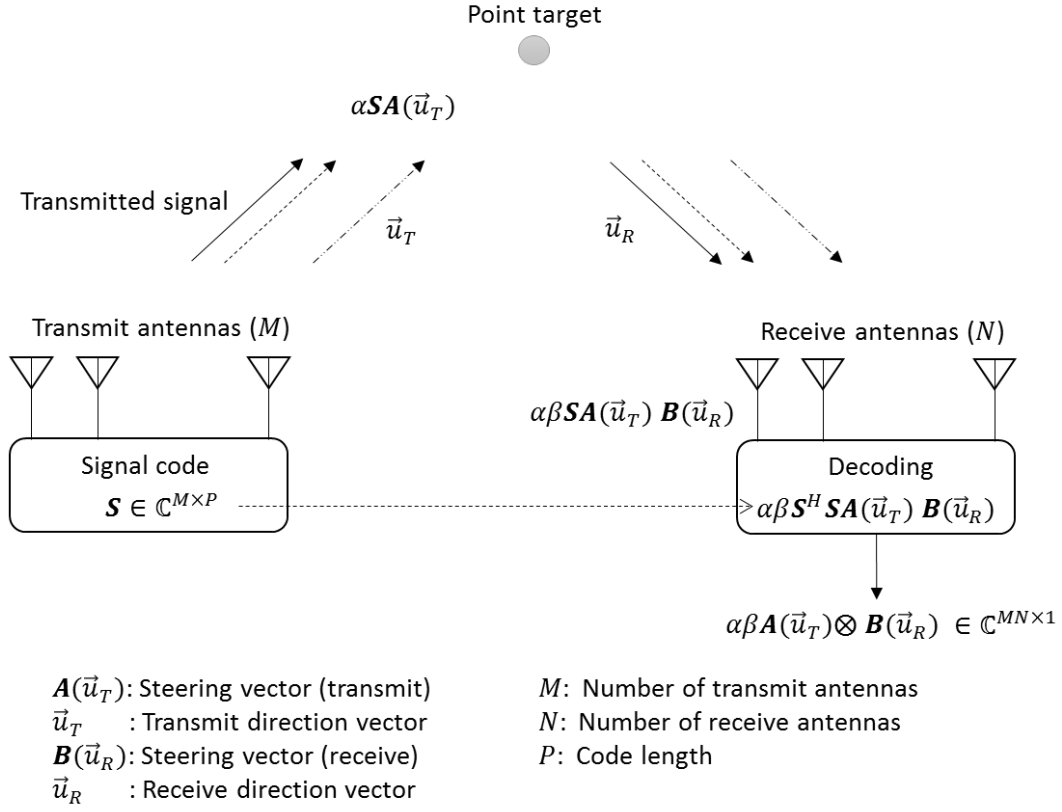 Point target
α𝑺𝑨(u⃗_T)
Transmitted signal
u⃗_T
u⃗_R
Transmit antennas (M)
Receive antennas (N)
αβ𝑺𝑨(u⃗_T) 𝑩(u⃗_R)
Signal code
𝑺 ∈ ℂ^{M×P}
Decoding
αβ𝑺^H 𝑺𝑨(u⃗_T) 𝑩(u⃗_R)
αβ𝑨(u⃗_T)⊗ 𝑩(u⃗_R) ∈ ℂ^{MN×1}
𝑨(u⃗_T): Steering vector (transmit)
u⃗_T : Transmit direction vector
𝑩(u⃗_R): Steering vector (receive)
u⃗_R : Receive direction vector
M: Number of transmit antennas
N: Number of receive antennas
P: Code length